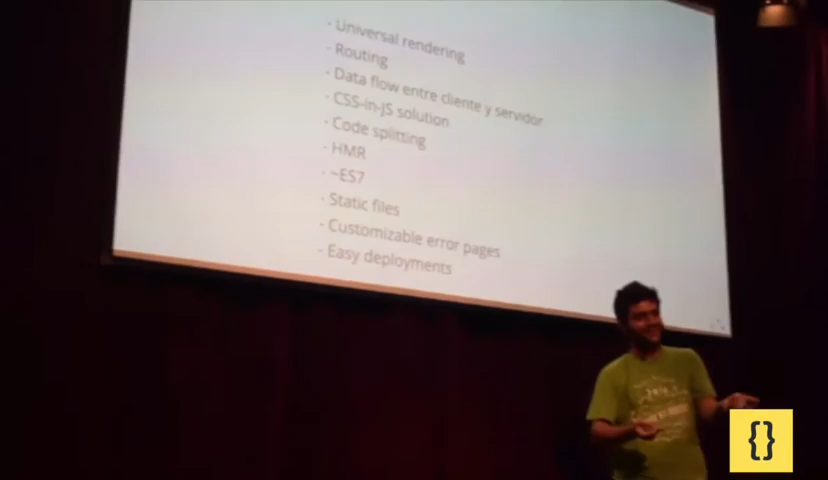 - Universal rendering
- Routing
- Data flow entre cliente y servidor
- CSS-in-JS solution
- Code splitting
- HMR
- ~ES7
- Static files
- Customizable error pages
- Easy deployments
{}